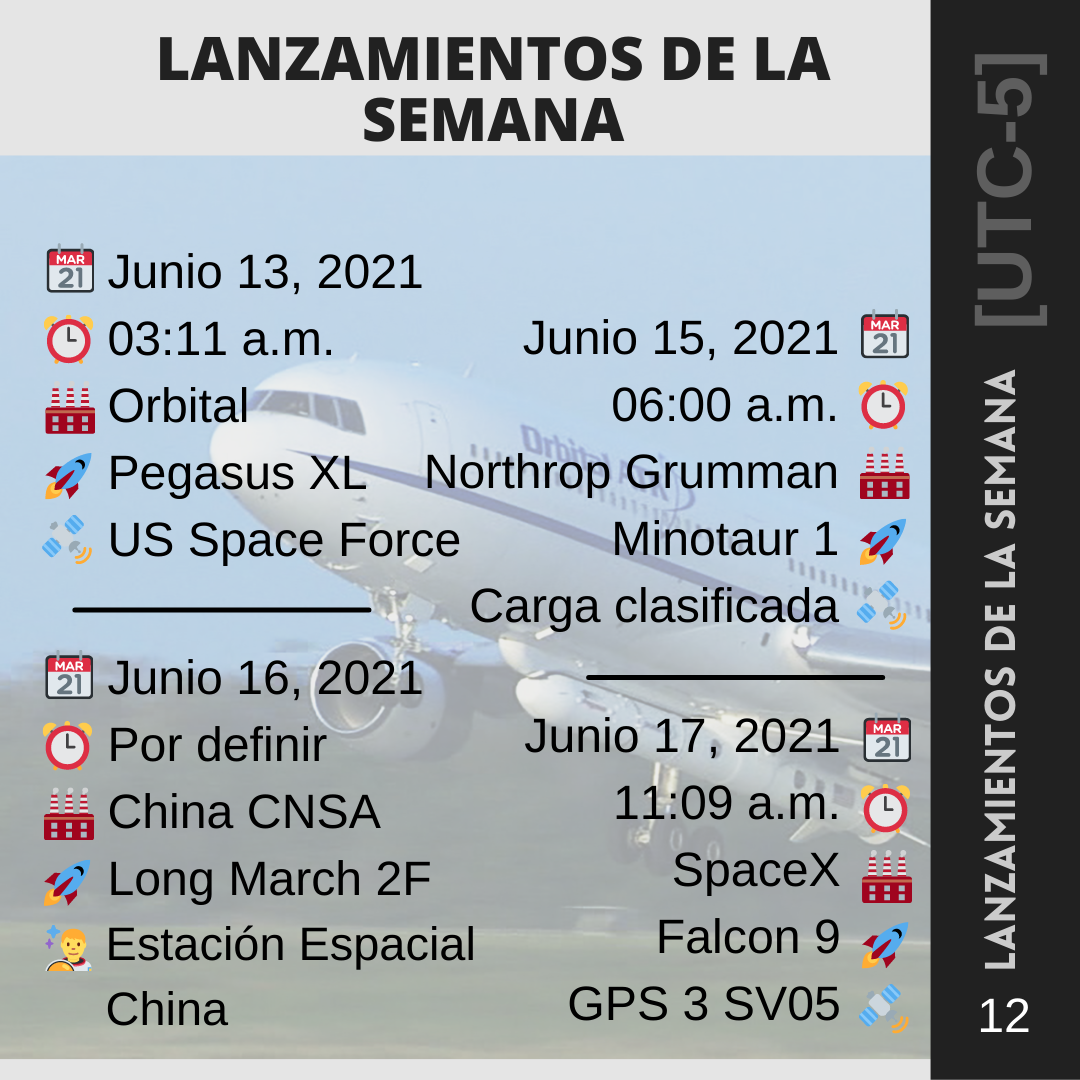 LANZAMIENTOS DE LA
SEMANA
MAR
21
Junio 13, 2021
03:11 a.m.
Orbital
Pegasus XL
US Space Force
MAR
21
Junio 16, 2021
Por definir
China CNSA
Long March 2F
Estación Espacial
China
Junio 15, 2021
MAR
21
06:00 a.m.
Northrop Grumman
Minotaur 1
Carga clasificada
Junio 17, 2021
MAR
21
11:09 a.m.
SpaceX
Falcon 9
GPS 3 SV05
Orbital
LANZAMIENTOS DE LA SEMANA [UTC-5]
12